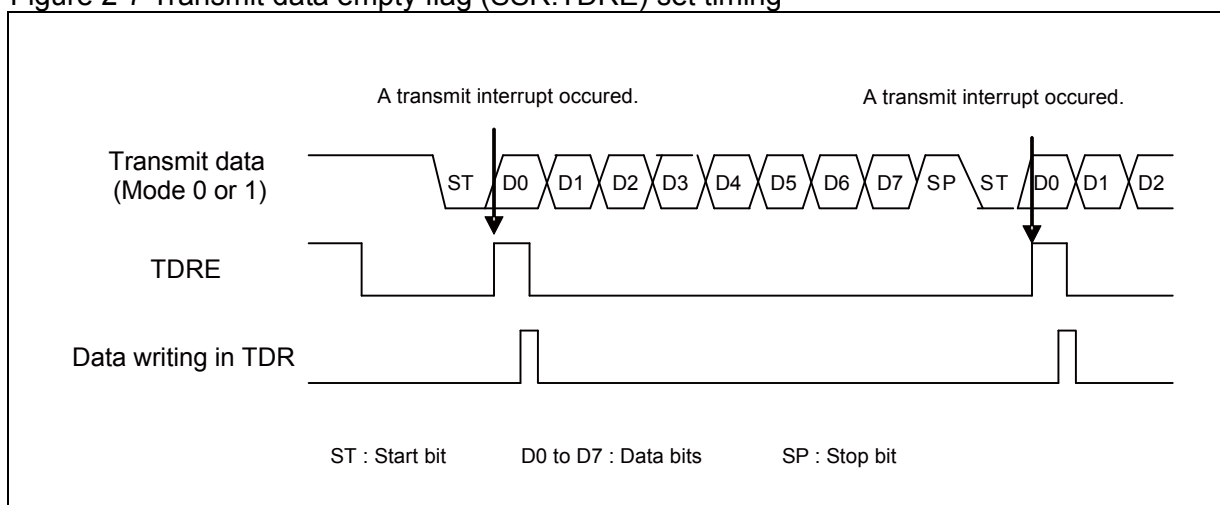 Figure 2-7 Transmit data empty flag (SSR:TDRE) set timing
A transmit interrupt occured.
A transmit interrupt occured.
Transmit data
(Mode 0 or 1)
ST D0 D1 D2 D3 D4 D5 D6 D7 SP ST D0 D1 D2
TDRE
Data writing in TDR
ST : Start bit D0 to D7 : Data bits SP : Stop bit